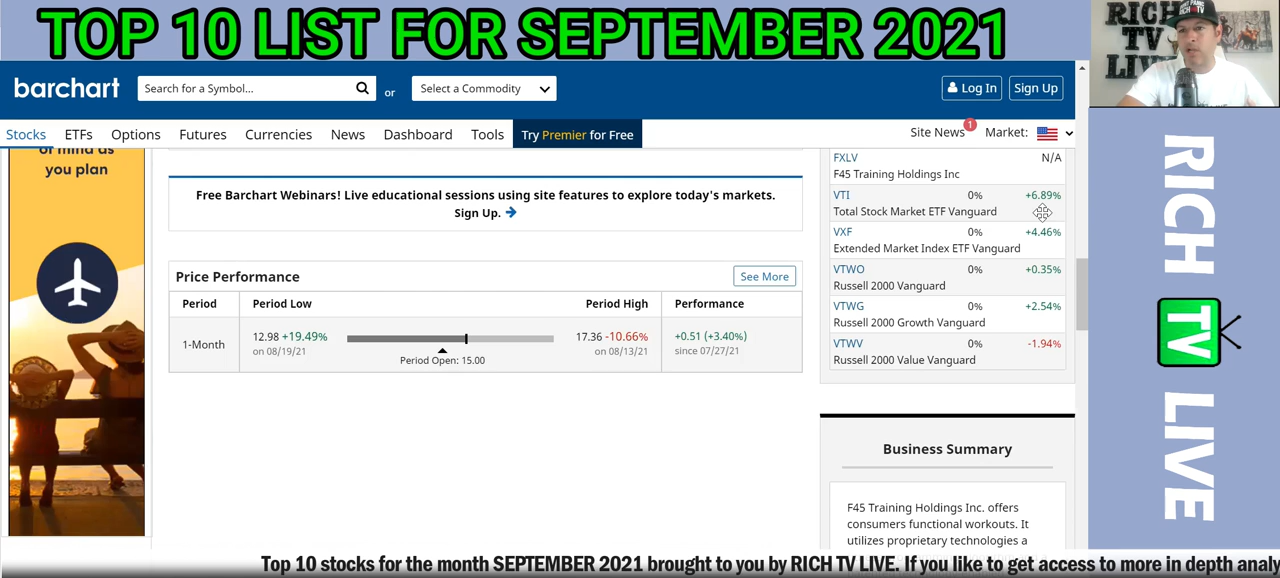 TOP 10 LIST FOR SEPTEMBER 2021
RICH
TV
LIVE
barchart
Search for a Symbol...
or
Select a Commodity
Log In
Sign Up
Stocks ETFs Options Futures Currencies News Dashboard Tools Try Premier for Free
Site News 1 Market:
you plan
Free Barchart Webinars! Live educational sessions using site features to explore today's markets.
Sign Up. →
Price Performance
See More
Period Period Low Period High Performance
1-Month
12.98 +19.49%
on 08/19/21
Period Open: 15.00
17.36 -10.66%
on 08/13/21
+0.51 (+3.40%)
since 07/27/21
FXLV N/A
F45 Training Holdings Inc
VTI 0% +6.89%
Total Stock Market ETF Vanguard
VXF 0% +4.46%
Extended Market Index ETF Vanguard
VTWO 0% +0.35%
Russell 2000 Vanguard
VTWG 0% +2.54%
Russell 2000 Growth Vanguard
VTWV 0% -1.94%
Russell 2000 Value Vanguard
Business Summary
F45 Training Holdings Inc. offers
consumers functional workouts. It
utilizes proprietary technologies a
RICH
TV
LIVE
Top 10 stocks for the month SEPTEMBER 2021 brought to you by RICH TV LIVE. If you like to get access to more in depth analy